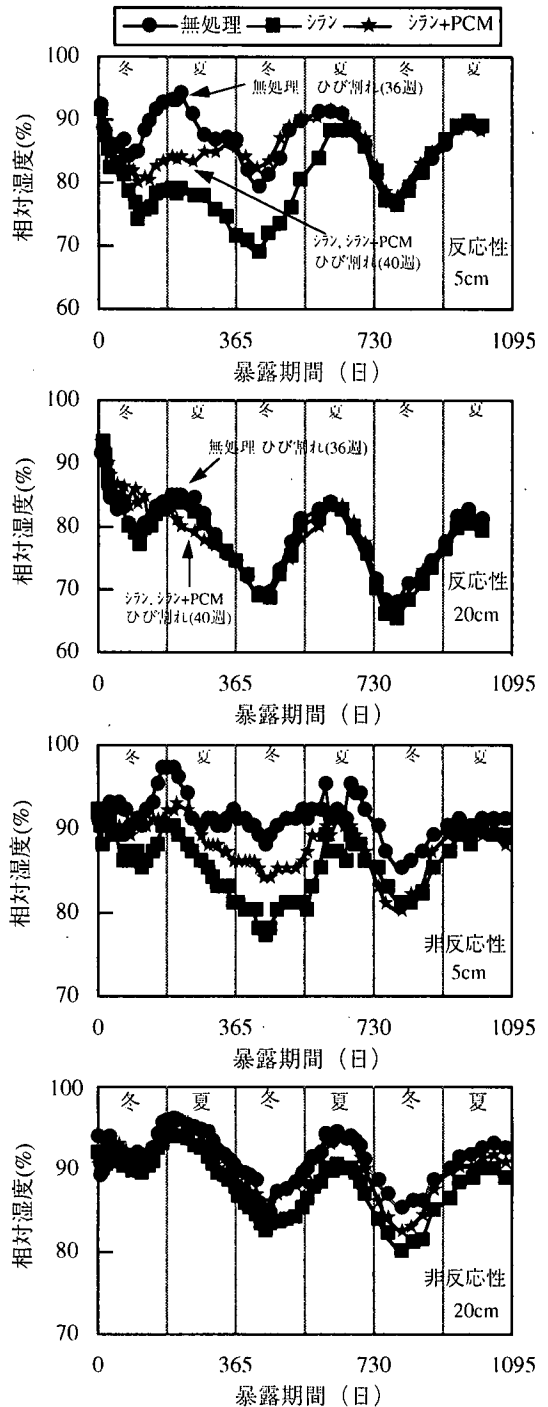 無処理 シラン シラン+PCM
100
90
80
70
60
相対湿度(%)
冬 夏 冬 夏 冬 夏
無処理 ひび割れ(36週)
シラン, シラン+PCM
ひび割れ(40週)
反応性
5cm
0 365 730 1095
暴露期間（日）
100
90
80
70
60
相対湿度(%)
冬 夏 冬 夏 冬 夏
無処理 ひび割れ(36週)
シラン, シラン+PCM
ひび割れ(40週)
反応性
20cm
0 365 730 1095
暴露期間（日）
100
90
80
70
相対湿度(%)
冬 夏 冬 夏 冬 夏
非反応性
5cm
0 365 730 1095
暴露期間（日）
100
90
80
70
相対湿度(%)
冬 夏 冬 夏 冬 夏
非反応性
20cm
0 365 730 1095
暴露期間（日）